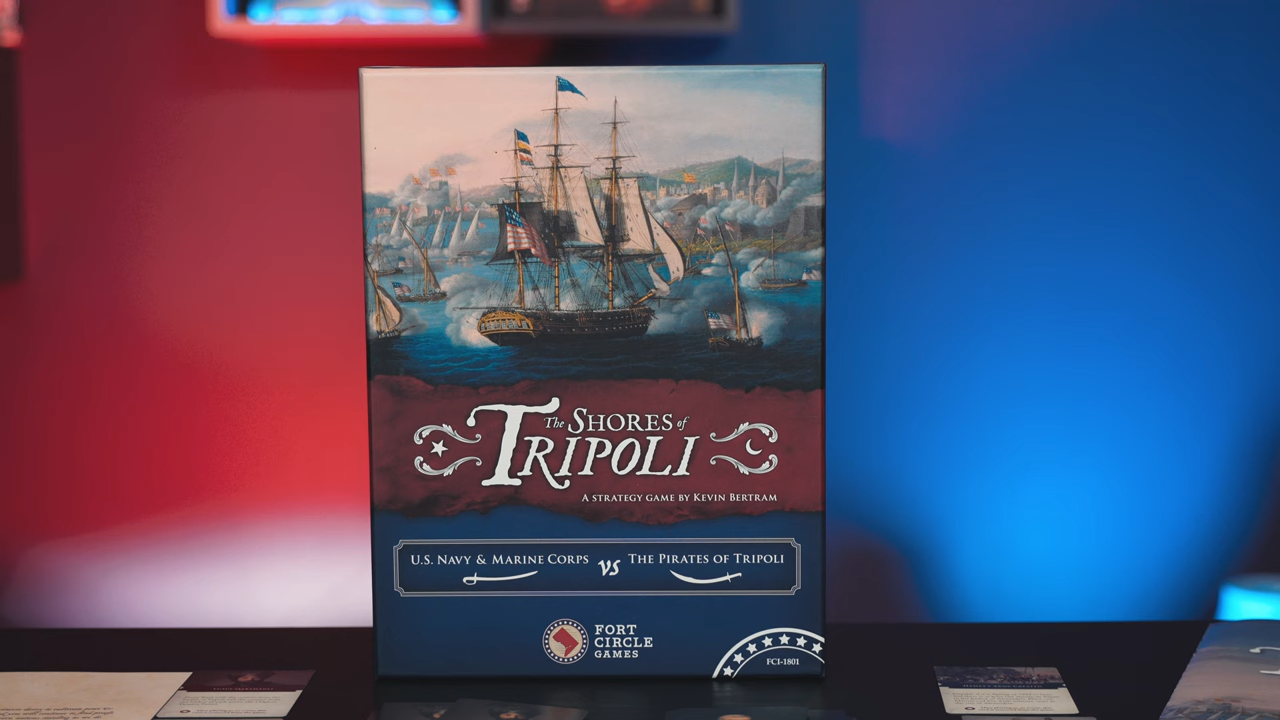 The SHORES of
TRIPOLI
A STRATEGY GAME BY KEVIN BERTRAM
U.S. NAVY & MARINE CORPS VS THE PIRATES OF TRIPOLI
FORT
CIRCLE
GAMES
FCI-1801